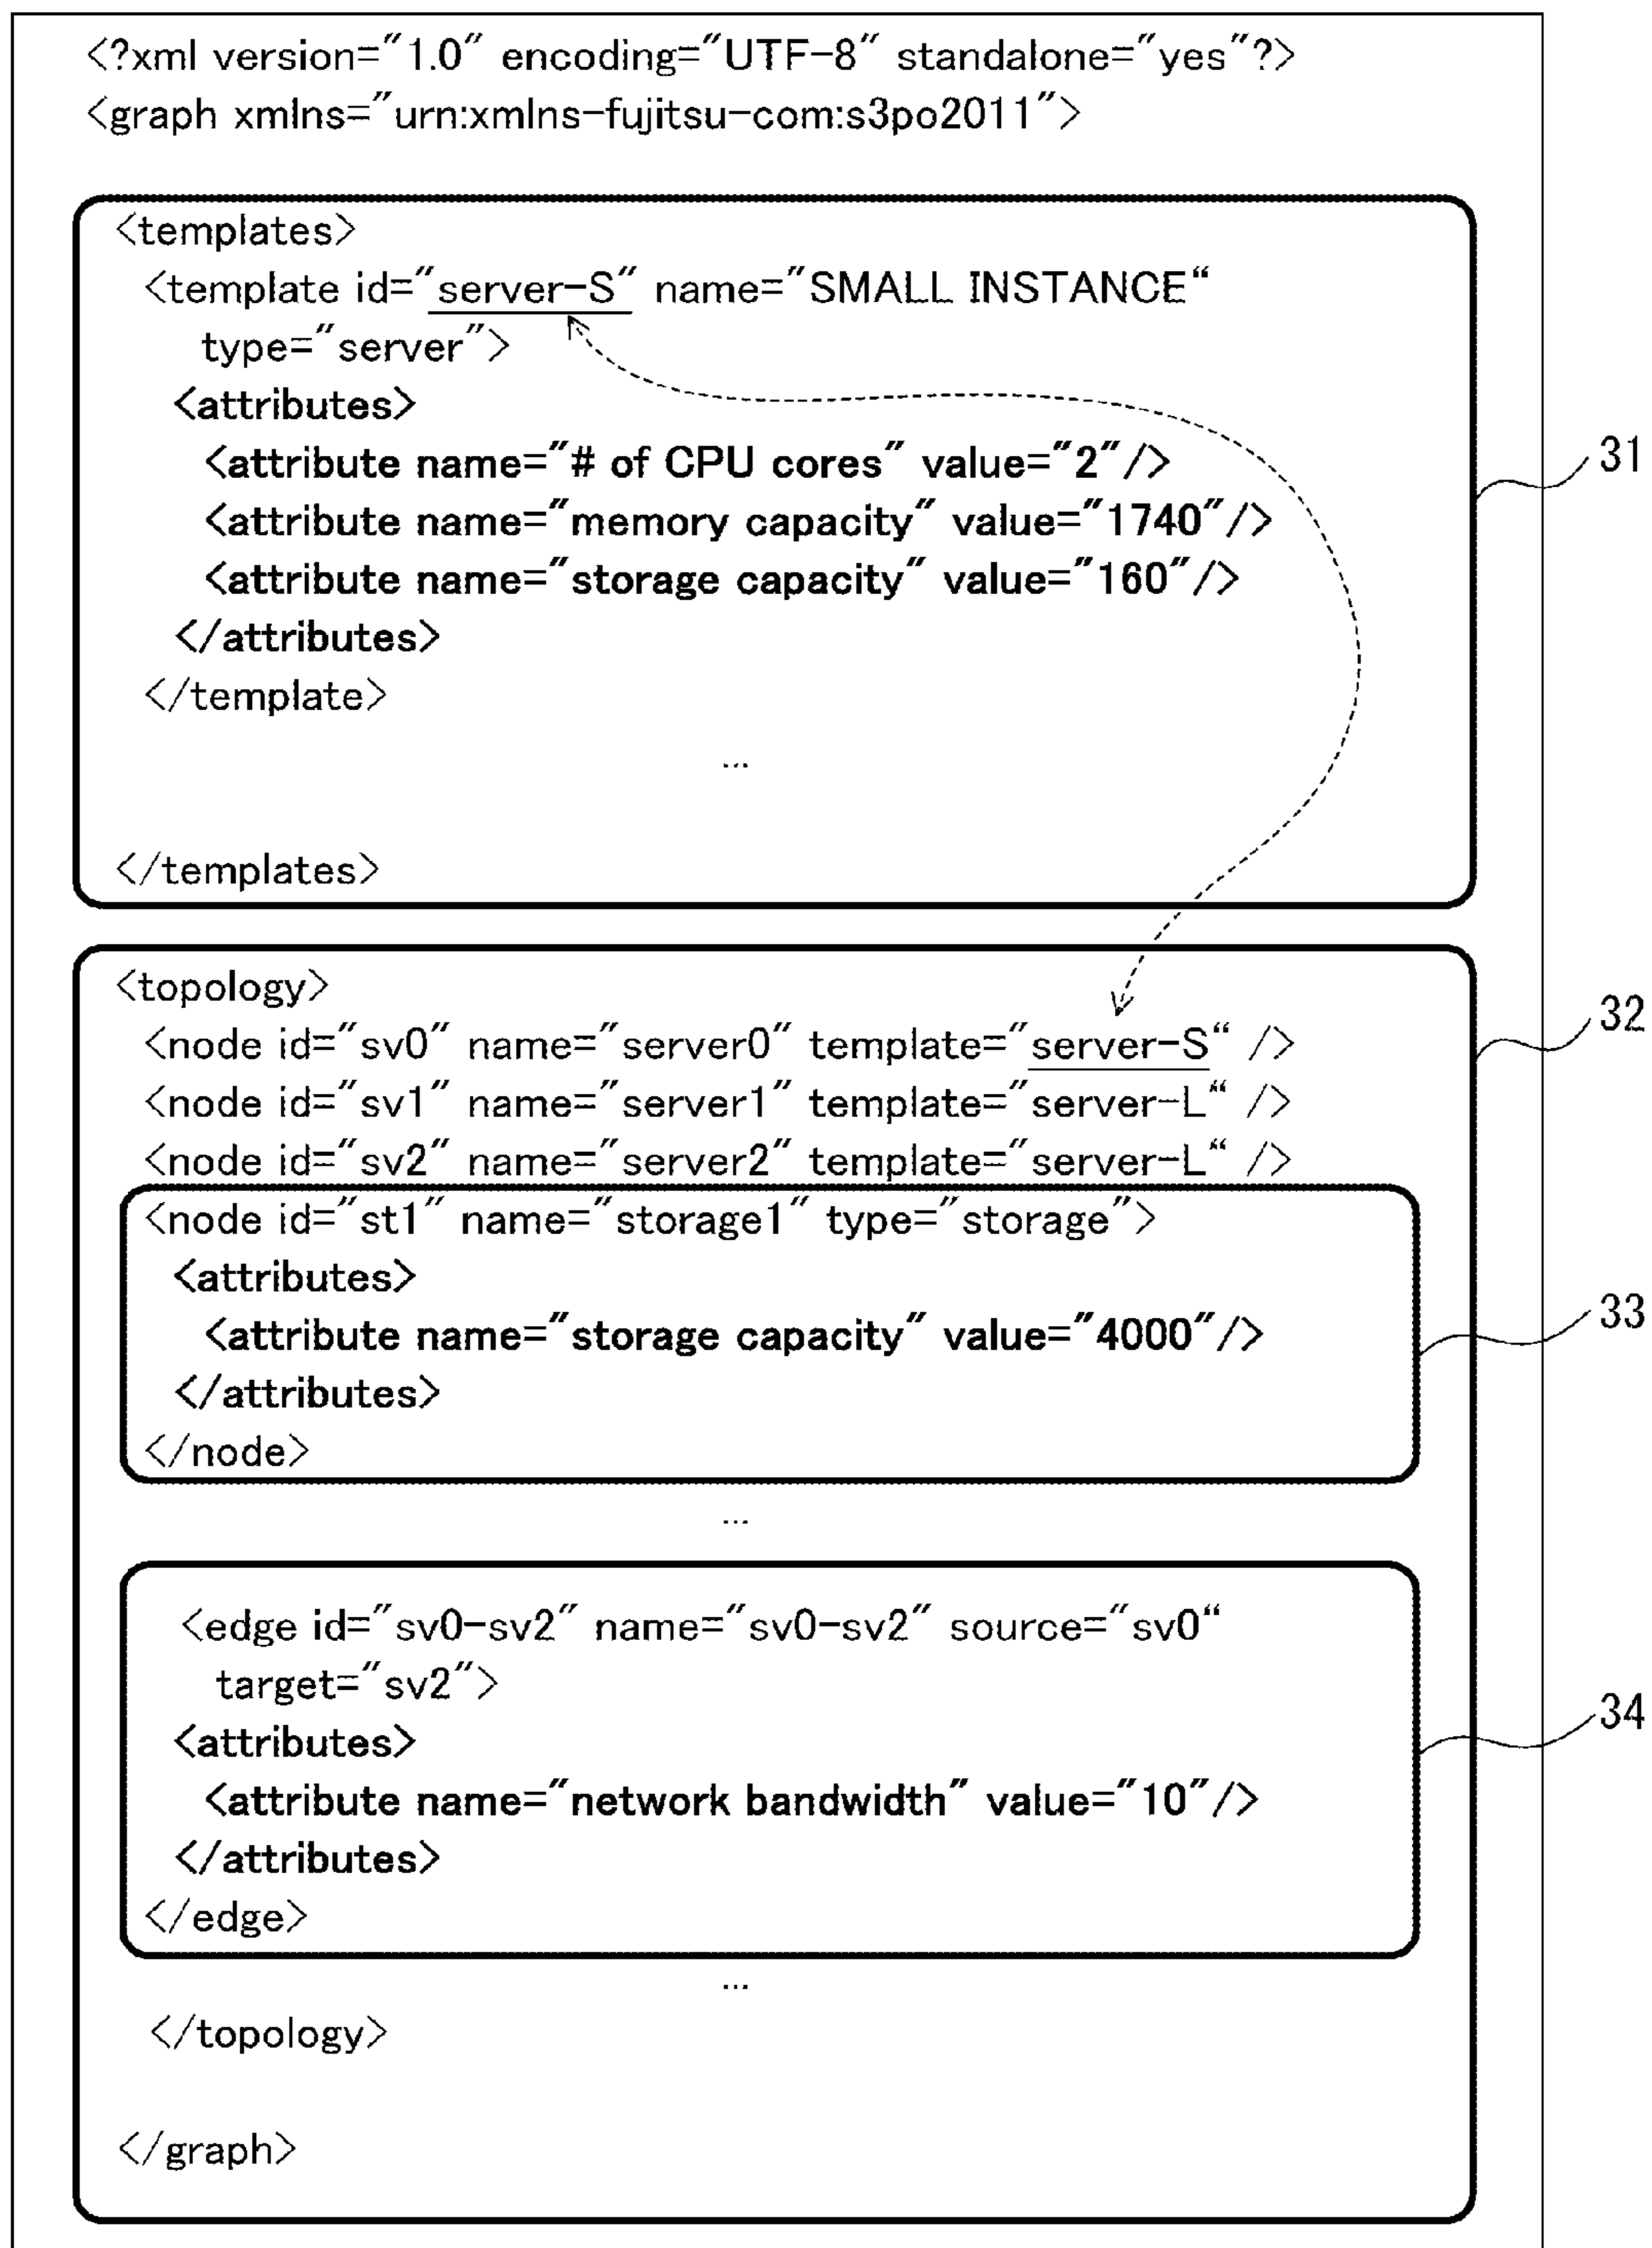 <?xml version="1.0" encoding="UTF-8" standalone="yes"?>
<graph xmlns="urn:xmlns-fujitsu-com:s3po2011">
<templates>
<template id="server-S" name="SMALL INSTANCE“
type="server">
<attributes>
<attribute name="# of CPU cores" value="2"/>
<attribute name="memory capacity" value="1740"/>
<attribute name="storage capacity" value="160"/>
</attributes>
</template>
...
</templates>
31
<topology>
<node id="sv0" name="server0" template="server-S“ />
<node id="sv1" name="server1" template="server-L“ />
<node id="sv2" name="server2" template="server-L“ />
32
<node id="st1" name="storage1" type="storage">
<attributes>
<attribute name="storage capacity" value="4000"/>
</attributes>
</node>
33
...
<edge id="sv0-sv2" name="sv0-sv2" source="sv0“
target="sv2">
<attributes>
<attribute name="network bandwidth" value="10"/>
</attributes>
</edge>
34
...
</topology>
</graph>